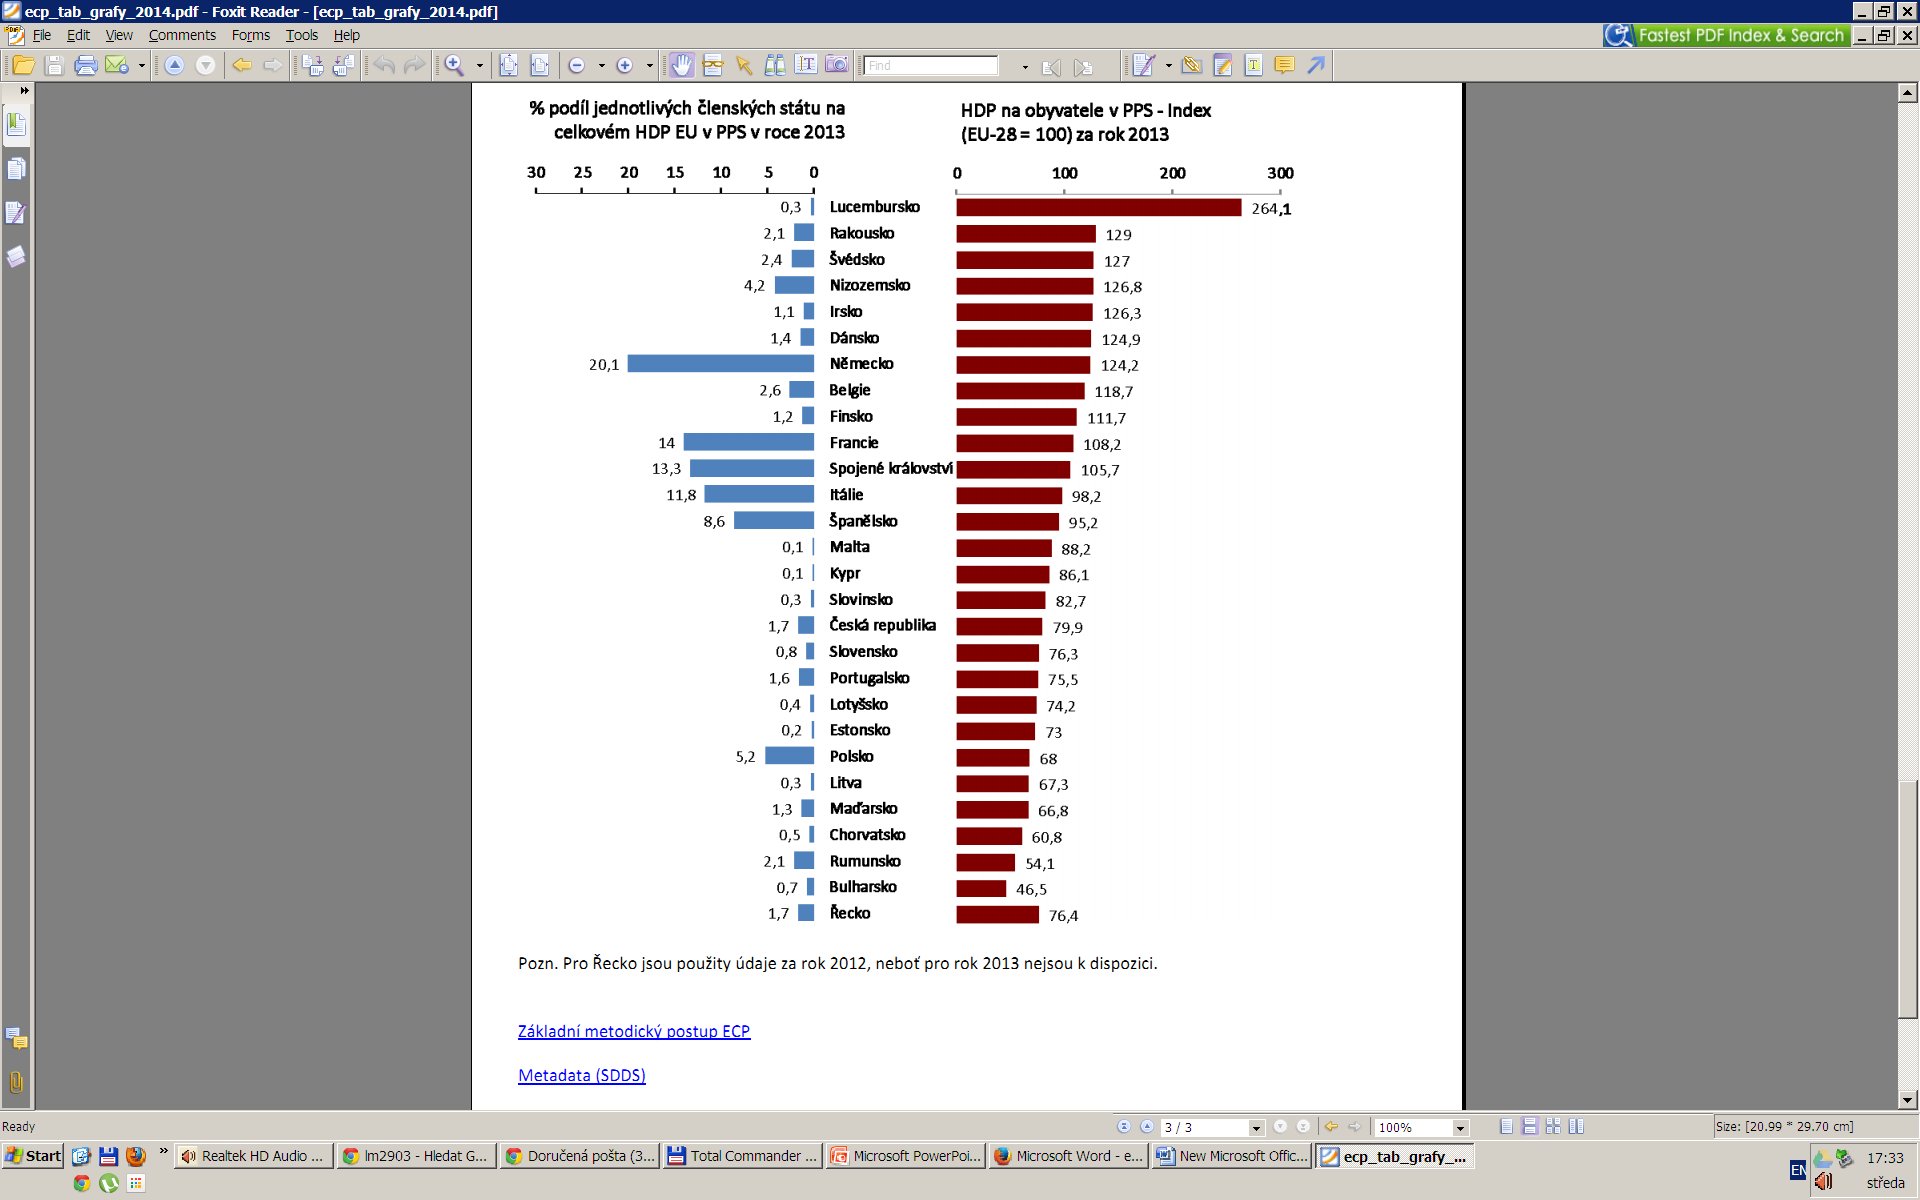 ecp_tab_grafy_2014.pdf - Foxit Reader - [ecp_tab_grafy_2014.pdf]
File Edit View Comments Forms Tools Help
Fastest PDF Index & Search
Find
% podíl jednotlivých členských státu na
celkovém HDP EU v PPS v roce 2013
HDP na obyvatele v PPS - Index
(EU-28 = 100) za rok 2013
30 25 20 15 10 5 0
0 100 200 300
0,3 Lucembursko 264,1
2,1 Rakousko 129
2,4 Švédsko 127
4,2 Nizozemsko 126,8
1,1 Irsko 126,3
1,4 Dánsko 124,9
20,1 Německo 124,2
2,6 Belgie 118,7
1,2 Finsko 111,7
14 Francie 108,2
13,3 Spojené království 105,7
11,8 Itálie 98,2
8,6 Španělsko 95,2
0,1 Malta 88,2
0,1 Kypr 86,1
0,3 Slovinsko 82,7
1,7 Česká republika 79,9
0,8 Slovensko 76,3
1,6 Portugalsko 75,5
0,4 Lotyšsko 74,2
0,2 Estonsko 73
5,2 Polsko 68
0,3 Litva 67,3
1,3 Maďarsko 66,8
0,5 Chorvatsko 60,8
2,1 Rumunsko 54,1
0,7 Bulharsko 46,5
1,7 Řecko 76,4
Pozn. Pro Řecko jsou použity údaje za rok 2012, neboť pro rok 2013 nejsou k dispozici.
Základní metodický postup ECP
Metadata (SDDS)
Ready
3 / 3
100%
Size: [20.99 * 29.70 cm]
Start
Realtek HD Audio ...
lm2903 - Hledat G...
Doručená pošta (3...
Total Commander ...
Microsoft PowerPoi...
Microsoft Word - e...
New Microsoft Offic...
ecp_tab_grafy_...
EN
17:33
středa